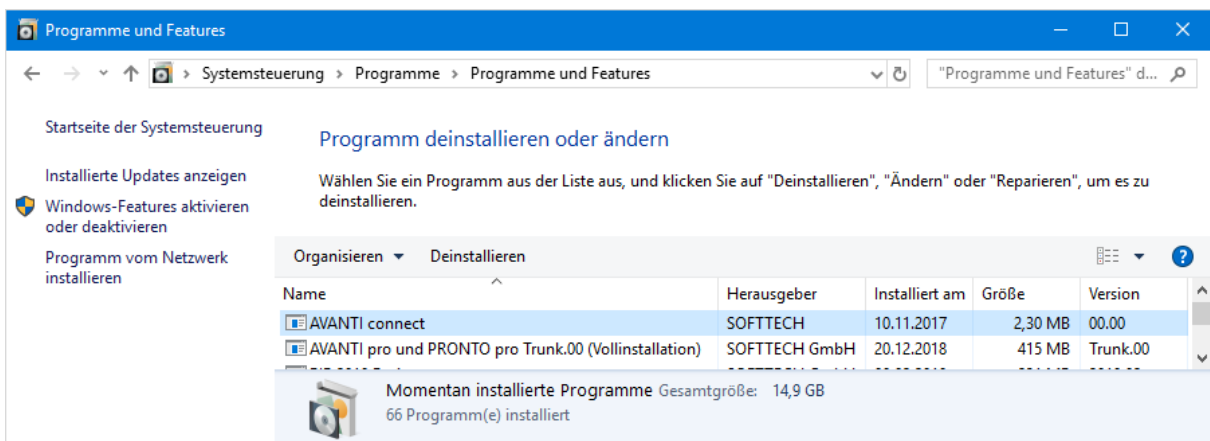 Programme und Features
Systemsteuerung > Programme > Programme und Features
"Programme und Features" d...
Startseite der Systemsteuerung
Installierte Updates anzeigen
Windows-Features aktivieren
oder deaktivieren
Programm vom Netzwerk
installieren
Programm deinstallieren oder ändern
Wählen Sie ein Programm aus der Liste aus, und klicken Sie auf "Deinstallieren", "Ändern" oder "Reparieren", um es zu
deinstallieren.
Organisieren Deinstallieren
Name Herausgeber Installiert am Größe Version
AVANTI connect SOFTTECH 10.11.2017 2,30 MB 00.00
AVANTI pro und PRONTO pro Trunk.00 (Vollinstallation) SOFTTECH GmbH 20.12.2018 415 MB Trunk.00
Momentan installierte Programme Gesamtgröße: 14,9 GB
66 Programm(e) installiert